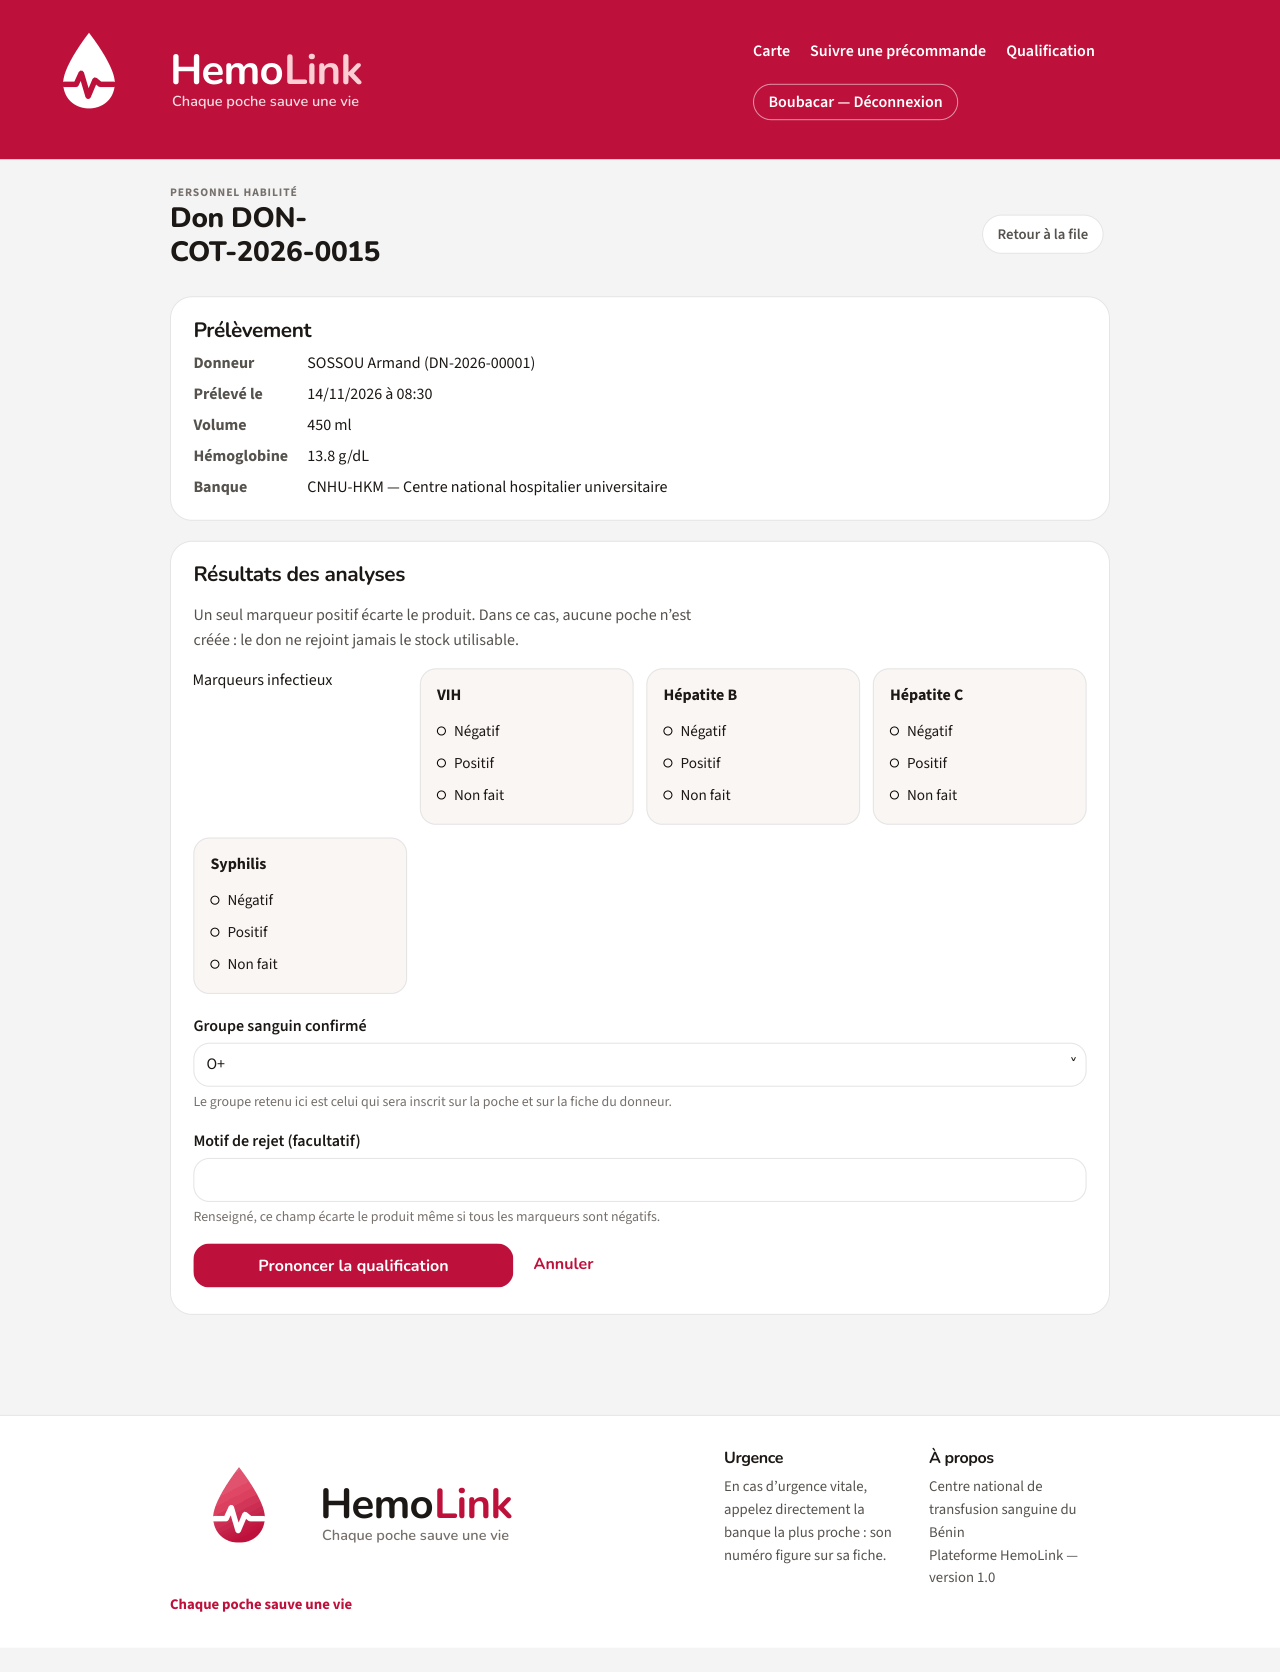 HemoLink
Chaque poche sauve une vie
Carte Suivre une précommande Qualification
Boubacar — Déconnexion
PERSONNEL HABILITÉ
Don DON-
COT-2026-0015
Retour à la file
Prélèvement
Donneur SOSSOU Armand (DN-2026-00001)
Prélevé le 14/11/2026 à 08:30
Volume 450 ml
Hémoglobine 13.8 g/dL
Banque CNHU-HKM — Centre national hospitalier universitaire
Résultats des analyses
Un seul marqueur positif écarte le produit. Dans ce cas, aucune poche n’est
créée : le don ne rejoint jamais le stock utilisable.
Marqueurs infectieux
VIH
Négatif
Positif
Non fait
Hépatite B
Négatif
Positif
Non fait
Hépatite C
Négatif
Positif
Non fait
Syphilis
Négatif
Positif
Non fait
Groupe sanguin confirmé
O+
Le groupe retenu ici est celui qui sera inscrit sur la poche et sur la fiche du donneur.
Motif de rejet (facultatif)
Renseigné, ce champ écarte le produit même si tous les marqueurs sont négatifs.
Prononcer la qualification
Annuler
HemoLink
Chaque poche sauve une vie
Chaque poche sauve une vie
Urgence
En cas d’urgence vitale,
appelez directement la
banque la plus proche : son
numéro figure sur sa fiche.
À propos
Centre national de
transfusion sanguine du
Bénin
Plateforme HemoLink —
version 1.0